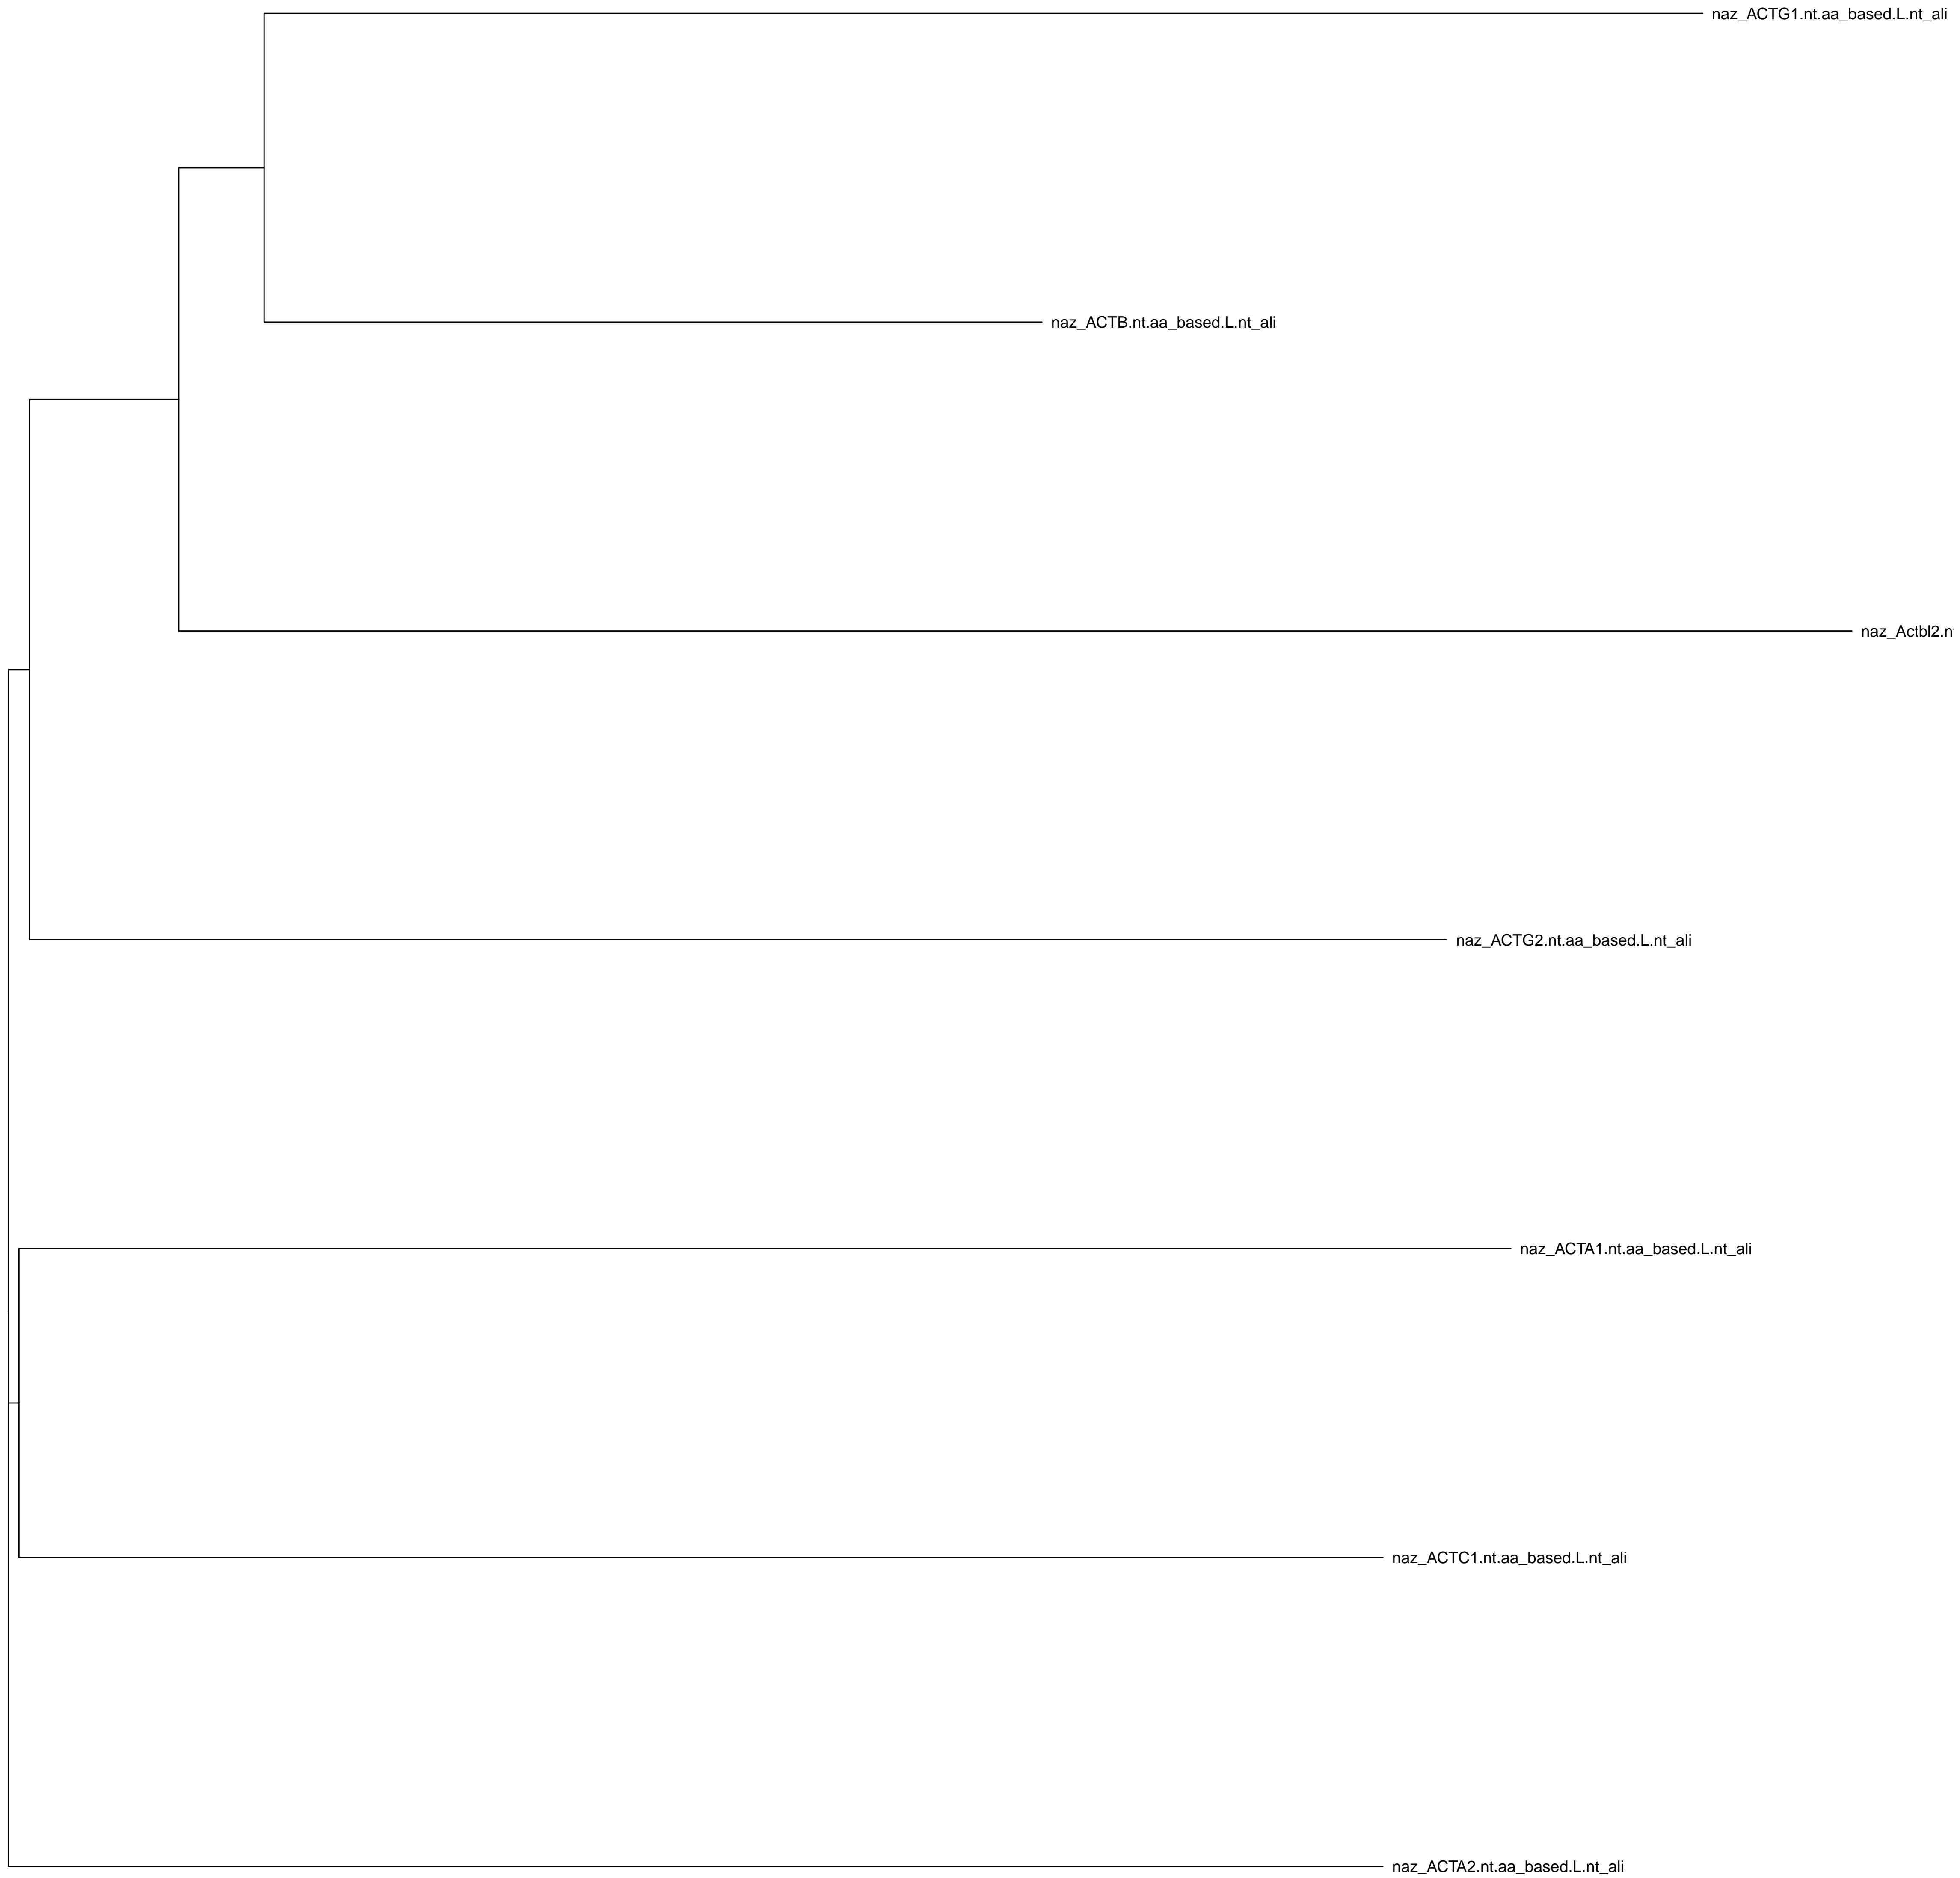 naz_ACTG1.nt.aa_based.L.nt_ali
naz_ACTB.nt.aa_based.L.nt_ali
naz_Actbl2.n
naz_ACTG2.nt.aa_based.L.nt_ali
naz_ACTA1.nt.aa_based.L.nt_ali
naz_ACTC1.nt.aa_based.L.nt_ali
naz_ACTA2.nt.aa_based.L.nt_ali